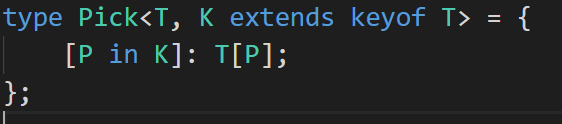 type Pick<T, K extends keyof T> = {
    [P in K]: T[P];
};